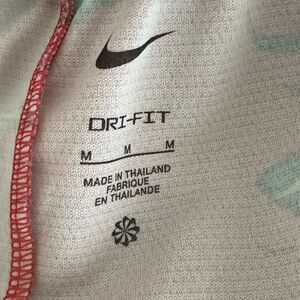 DRI-FIT
M M M
MADE IN THAILAND
FABRIQUE
EN THAILANDE